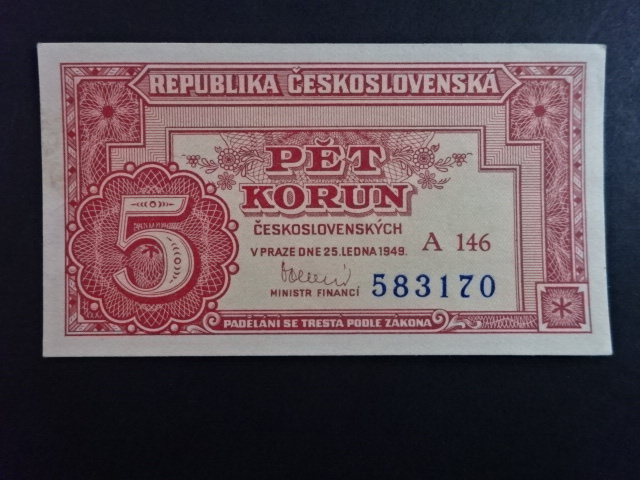 REPUBLIKA ČESKOSLOVENSKÁ
PĚT
KORUN
ČESKOSLOVENSKÝCH
V PRAZE DNE 25. LEDNA 1949.
A 146
MINISTR FINANCÍ
583170
5
PADĚLÁNÍ SE TRESTÁ PODLE ZÁKONA